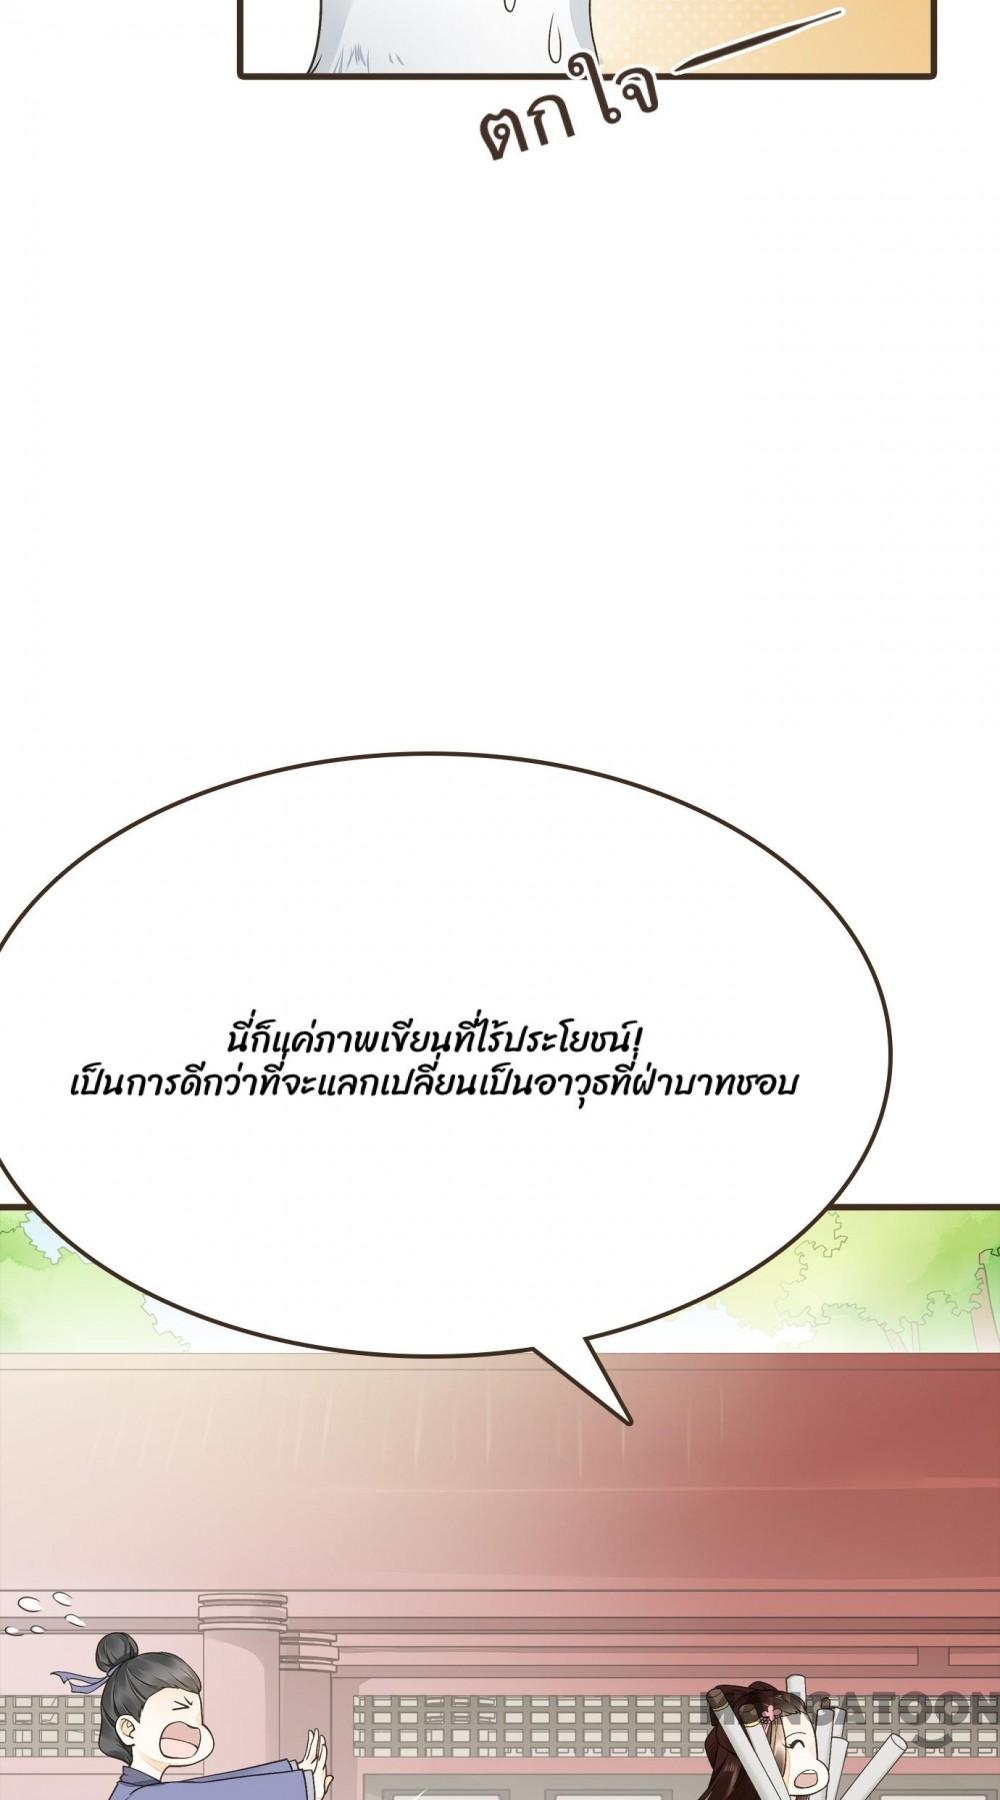 ตกใจ
นี่ก็แค่ภาพเขียนที่ไร้ประโยชน์!
เป็นการดีกว่าที่จะแลกเปลี่ยนเป็นอาวุธที่ฝ่าบาทชอบ
MANGATOON